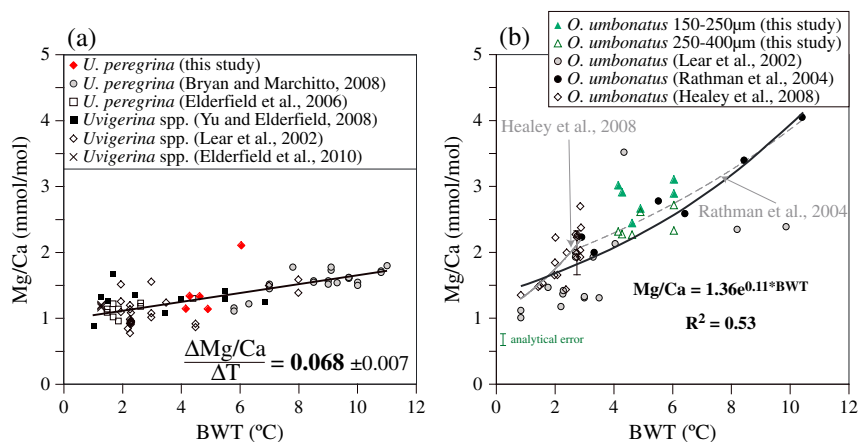 (a)
U. peregrina (this study)
U. peregrina (Bryan and Marchitto, 2008)
U. peregrina (Elderfield et al., 2006)
Uvigerina spp. (Yu and Elderfield, 2008)
Uvigerina spp. (Lear et al., 2002)
Uvigerina spp. (Elderfield et al., 2010)
Mg/Ca (mmol/mol)
5
4
3
2
1
0
ΔMg/Ca
ΔT
= 0.068 ±0.007
0 2 4 6 8 10 12
BWT (ºC)
(b)
O. umbonatus 150-250μm (this study)
O. umbonatus 250-400μm (this study)
O. umbonatus (Lear et al., 2002)
O. umbonatus (Rathman et al., 2004)
O. umbonatus (Healey et al., 2008)
Healey et al., 2008
Rathman et al., 2004
Mg/Ca = 1.36e0.11*BWT
R2 = 0.53
analytical error
Mg/Ca (mmol/mol)
5
4
3
2
1
0
0 2 4 6 8 10 12
BWT (ºC)